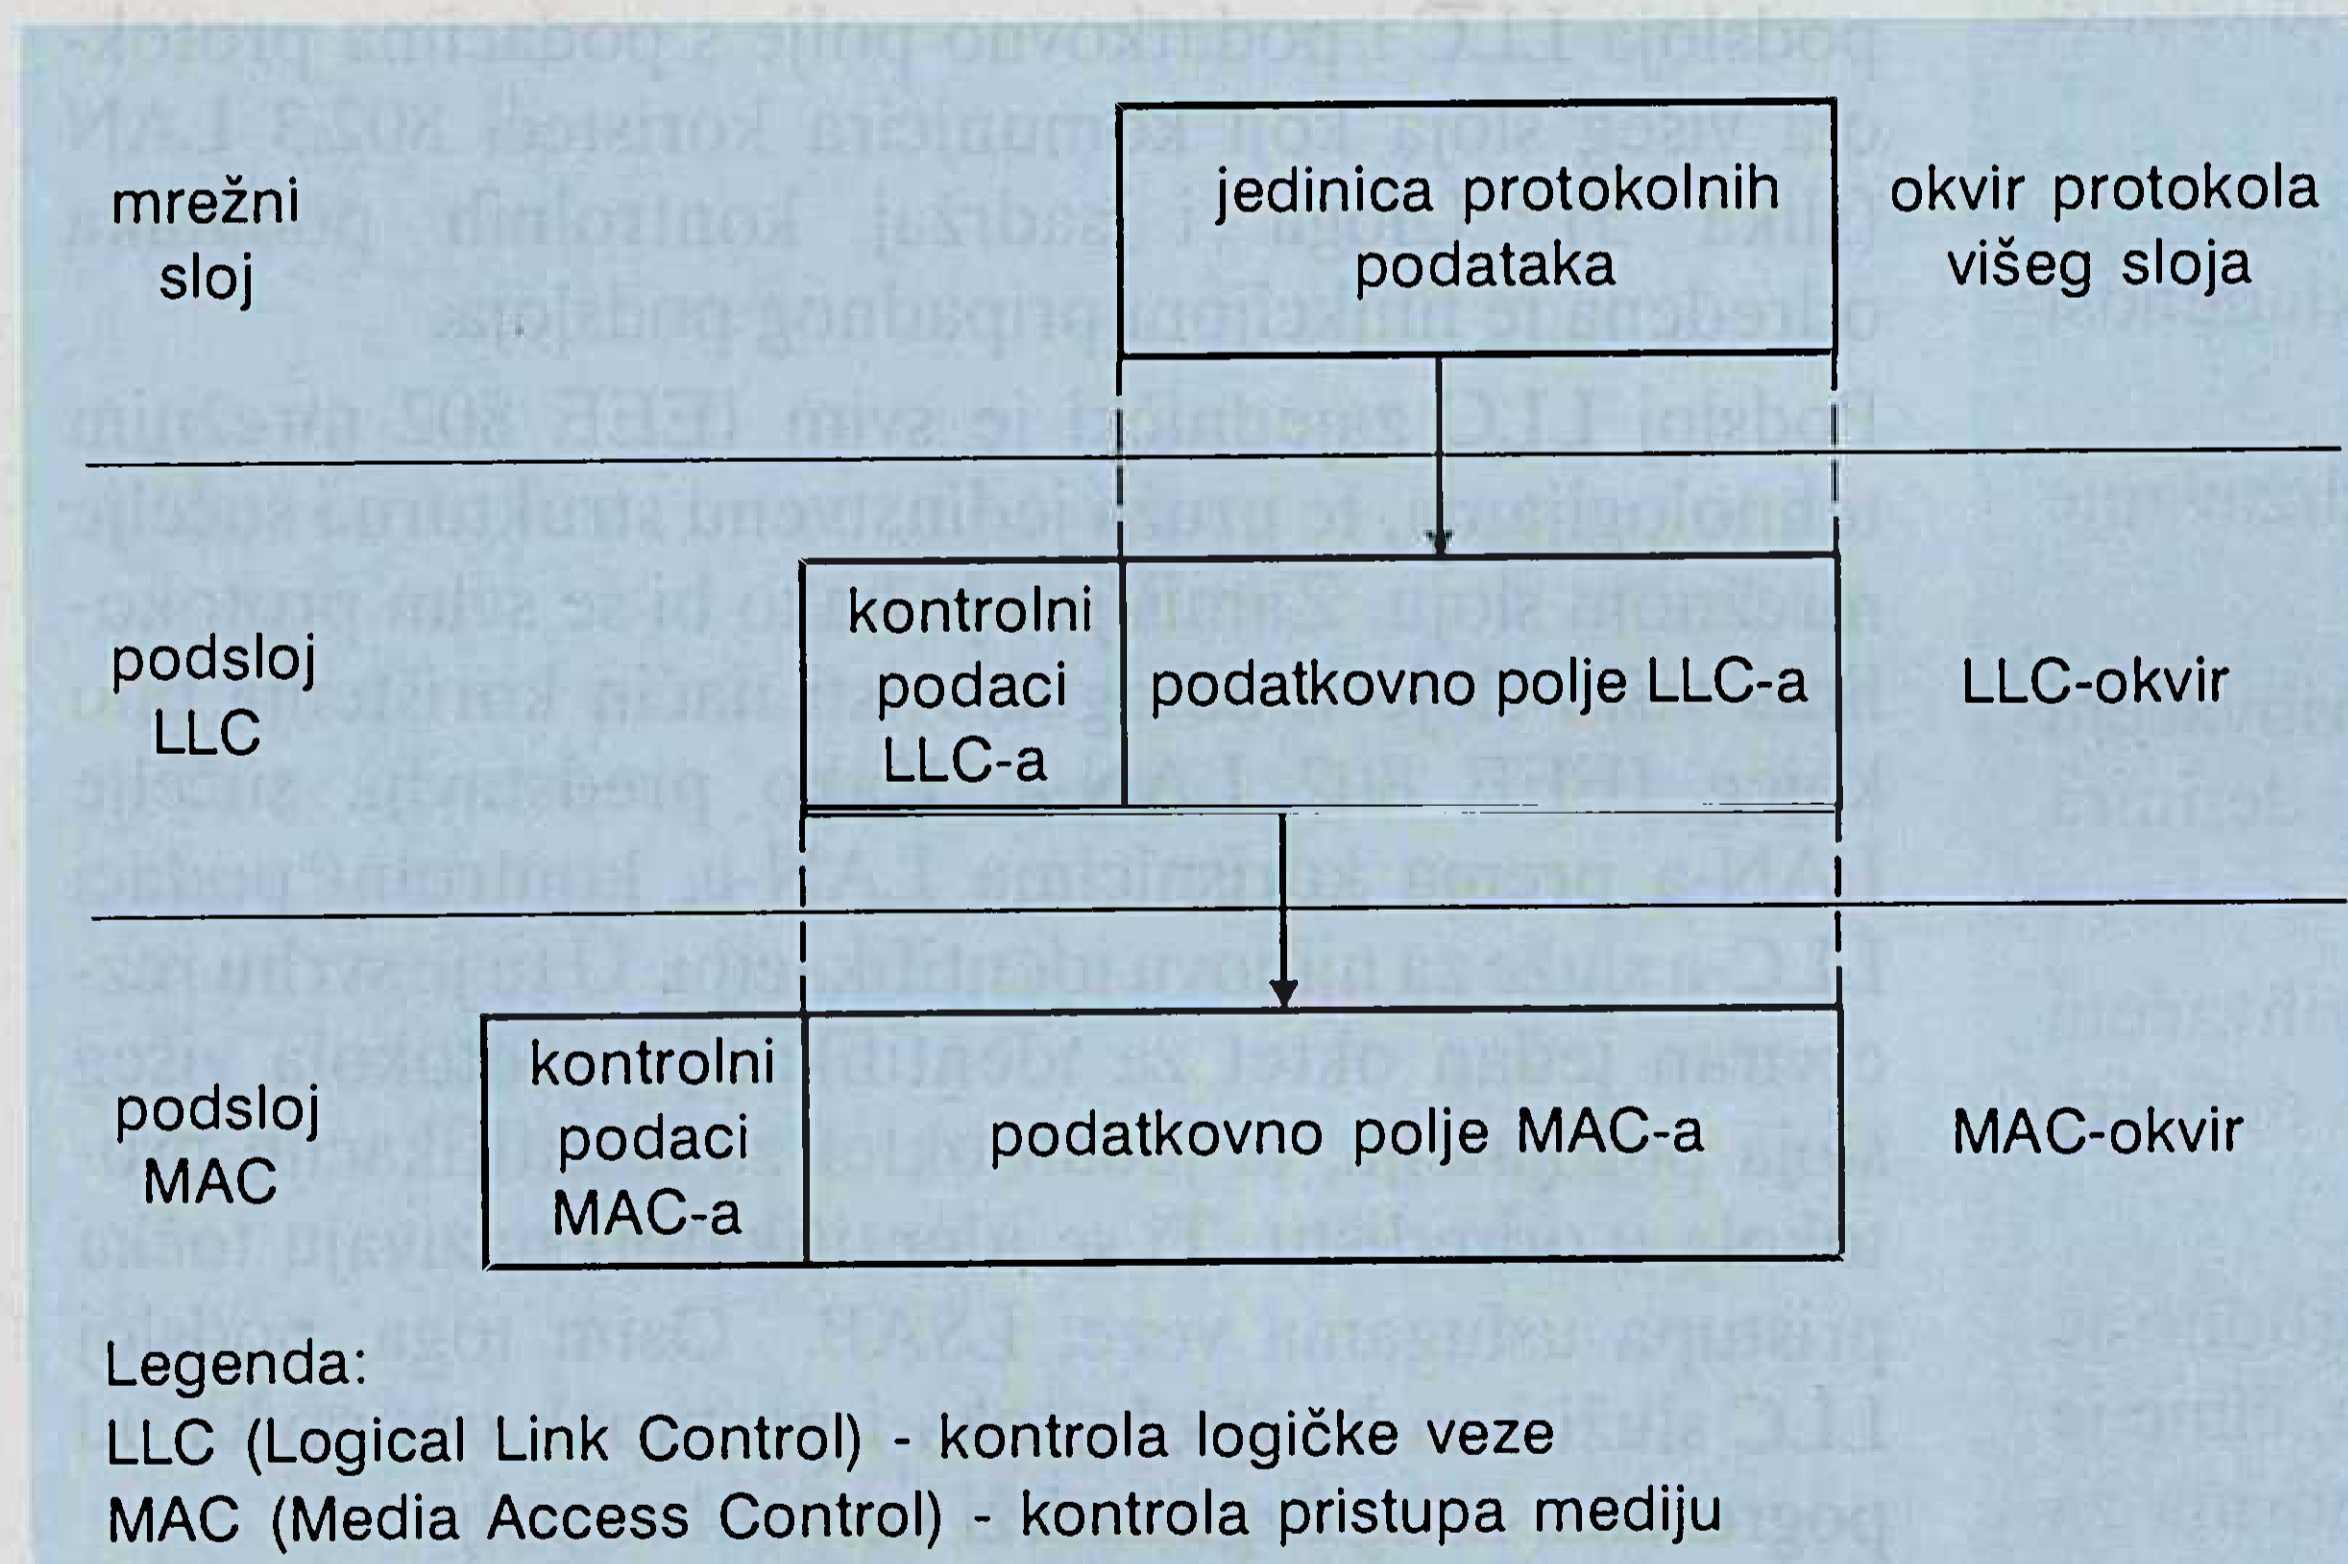 mrežni
sloj
jedinica protokolnih
podataka
okvir protokola
višeg sloja
podsloj
LLC
kontrolni
podaci
LLC-a
podatkovno polje LLC-a
LLC-okvir
podsloj
MAC
kontrolni
podaci
MAC-a
podatkovno polje MAC-a
MAC-okvir
Legenda:
LLC (Logical Link Control) - kontrola logičke veze
MAC (Media Access Control) - kontrola pristupa mediju